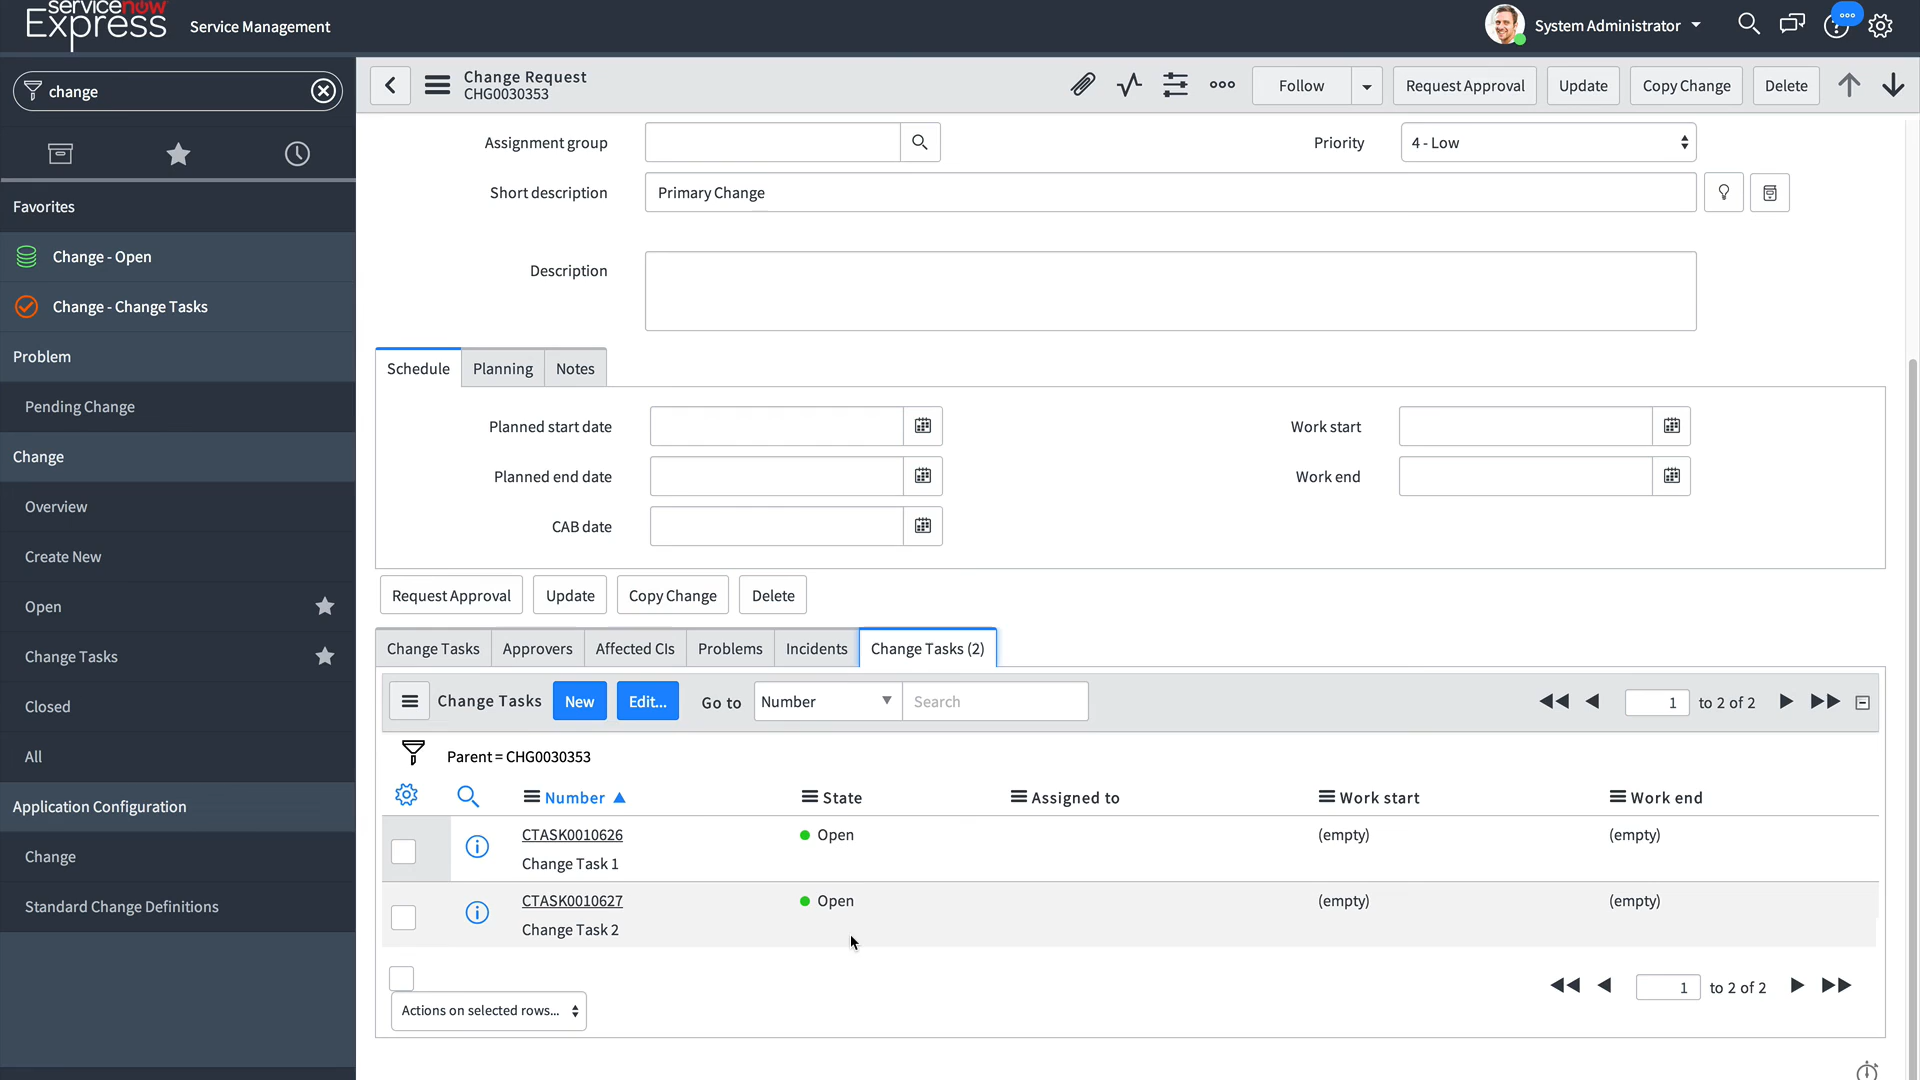 servicenow
Express
Service Management
System Administrator
change
Change Request
CHG0030353
Follow
Request Approval
Update
Copy Change
Delete
Favorites
Change - Open
Change - Change Tasks
Problem
Pending Change
Change
Overview
Create New
Open
Change Tasks
Closed
All
Application Configuration
Change
Standard Change Definitions
Assignment group
Priority
4 - Low
Short description
Primary Change
Description
Schedule
Planning
Notes
Planned start date
Work start
Planned end date
Work end
CAB date
Request Approval
Update
Copy Change
Delete
Change Tasks
Approvers
Affected CIs
Problems
Incidents
Change Tasks (2)
Change Tasks
New
Edit...
Go to
Number
Search
1
to 2 of 2
Parent = CHG0030353
Number
State
Assigned to
Work start
Work end
CTASK0010626
Open
(empty)
(empty)
Change Task 1
CTASK0010627
Open
(empty)
(empty)
Change Task 2
1
to 2 of 2
Actions on selected rows...